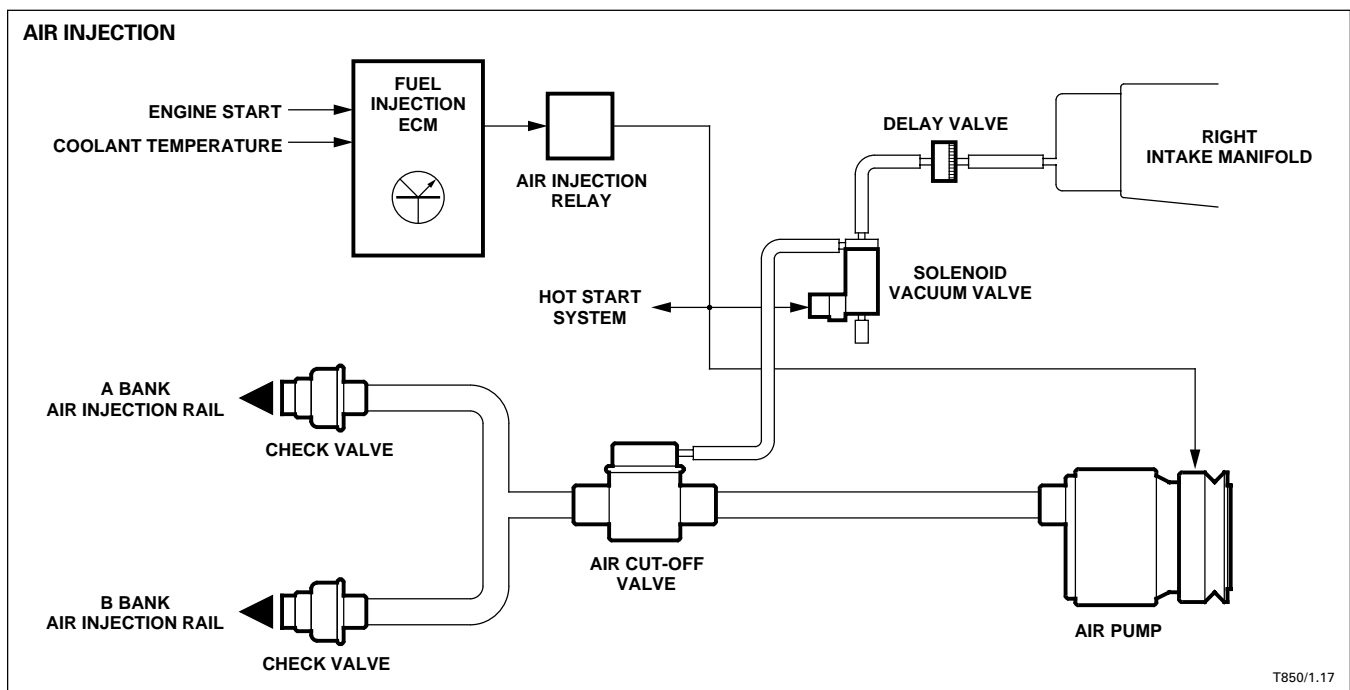 AIR INJECTION
ENGINE START
COOLANT TEMPERATURE
FUEL
INJECTION
ECM
AIR INJECTION
RELAY
DELAY VALVE
RIGHT
INTAKE MANIFOLD
HOT START
SYSTEM
SOLENOID
VACUUM VALVE
A BANK
AIR INJECTION RAIL
CHECK VALVE
AIR CUT-OFF
VALVE
B BANK
AIR INJECTION RAIL
CHECK VALVE
AIR PUMP
T850/1.17